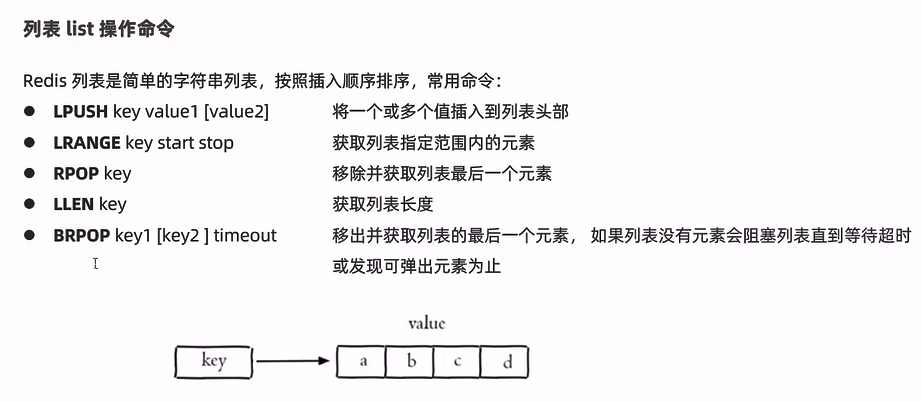 列表 list 操作命令
Redis 列表是简单的字符串列表，按照插入顺序排序，常用命令：
● LPUSH key value1 [value2] 将一个或多个值插入到列表头部
● LRANGE key start stop 获取列表指定范围内的元素
● RPOP key 移除并获取列表最后一个元素
● LLEN key 获取列表长度
● BRPOP key1 [key2 ] timeout 移出并获取列表的最后一个元素， 如果列表没有元素会阻塞列表直到等待超时
或发现可弹出元素为止
value
key a b c d